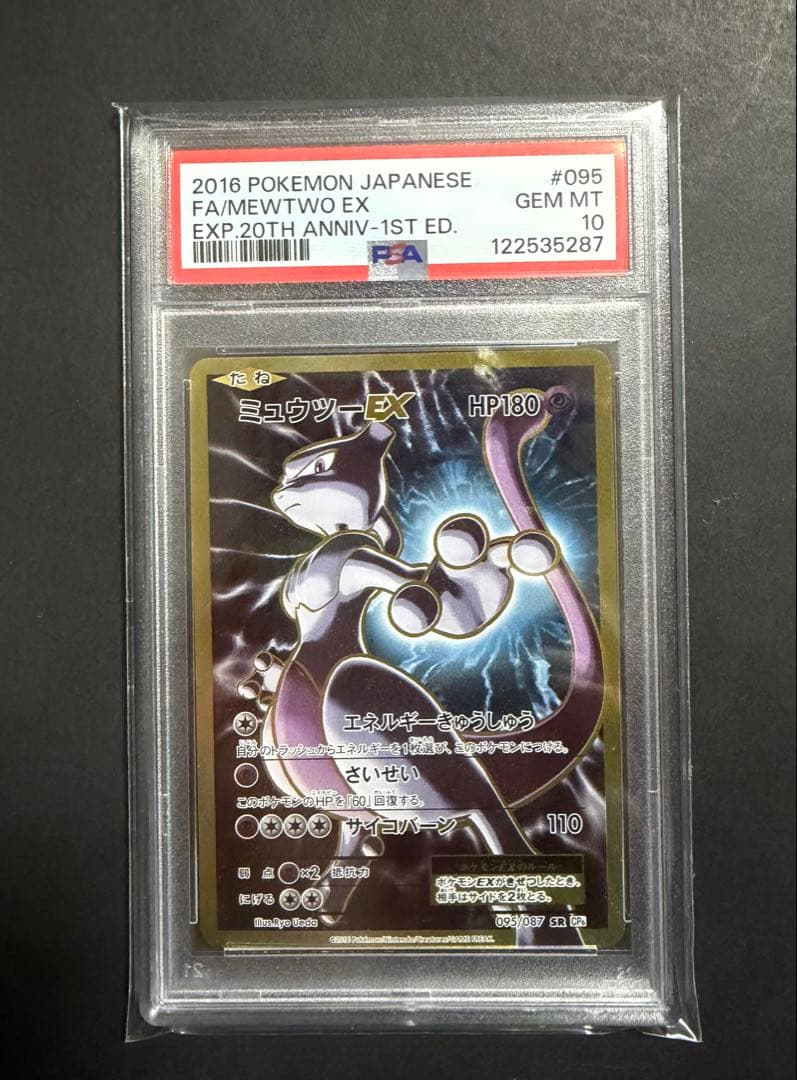 2016 POKEMON JAPANESE #095
FA/MEWTWO EX GEM MT
EXP.20TH ANNIV-1ST ED. 10
PSA 122535287
たね
ミュウツーEX HP180
エネルギーきゅうしゅう
自分のトラッシュからエネルギーを1枚選び、このポケモンにつける。
さいせい
このポケモンのHPを「60」回復する。
サイコバーン 110
弱点 ×2 抵抗力
ポケモンEXのルール
ポケモンEXがきぜつしたとき、
相手はサイドを2枚とる。
にげる
Illus.Ryo Ueda 095/087 SR CP6
©2016 Pokémon/Nintendo/Creatures/GAME FREAK.